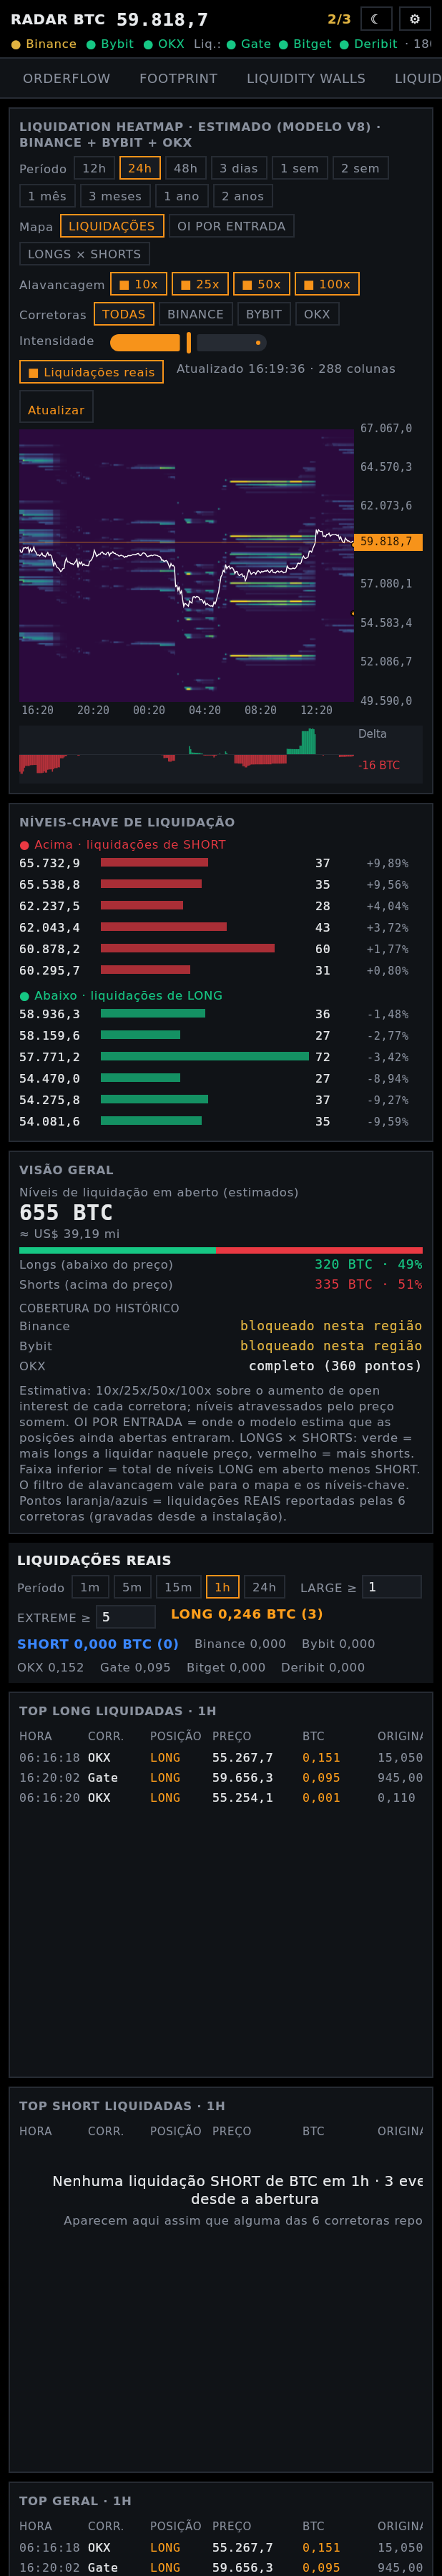 RADAR BTC 59.818,7 2/3 ☾ ⚙
● Binance ● Bybit ● OKX Liq.: ● Gate ● Bitget ● Deribit
ORDERFLOW FOOTPRINT LIQUIDITY WALLS LIQUID
LIQUIDATION HEATMAP · ESTIMADO (MODELO V8) ·
BINANCE + BYBIT + OKX
Período 12h 24h 48h 3 dias 1 sem 2 sem
1 mês 3 meses 1 ano 2 anos
Mapa LIQUIDAÇÕES OI POR ENTRADA
LONGS × SHORTS
Alavancagem ■ 10x ■ 25x ■ 50x ■ 100x
Corretoras TODAS BINANCE BYBIT OKX
Intensidade
■ Liquidações reais Atualizado 16:19:36 · 288 colunas
Atualizar
67.067,0
64.570,3
62.073,6
59.818,7
57.080,1
54.583,4
52.086,7
49.590,0
16:20 20:20 00:20 04:20 08:20 12:20
Delta
-16 BTC
NÍVEIS-CHAVE DE LIQUIDAÇÃO
● Acima · liquidações de SHORT
65.732,9 37 +9,89%
65.538,8 35 +9,56%
62.237,5 28 +4,04%
62.043,4 43 +3,72%
60.878,2 60 +1,77%
60.295,7 31 +0,80%
● Abaixo · liquidações de LONG
58.936,3 36 -1,48%
58.159,6 27 -2,77%
57.771,2 72 -3,42%
54.470,0 27 -8,94%
54.275,8 37 -9,27%
54.081,6 35 -9,59%
VISÃO GERAL
Níveis de liquidação em aberto (estimados)
655 BTC
≈ US$ 39,19 mi
Longs (abaixo do preço) 320 BTC · 49%
Shorts (acima do preço) 335 BTC · 51%
COBERTURA DO HISTÓRICO
Binance bloqueado nesta região
Bybit bloqueado nesta região
OKX completo (360 pontos)
Estimativa: 10x/25x/50x/100x sobre o aumento de open
interest de cada corretora; níveis atravessados pelo preço
somem. OI POR ENTRADA = onde o modelo estima que as
posições ainda abertas entraram. LONGS × SHORTS: verde =
mais longs a liquidar naquele preço, vermelho = mais shorts.
Faixa inferior = total de níveis LONG em aberto menos SHORT.
O filtro de alavancagem vale para o mapa e os níveis-chave.
Pontos laranja/azuis = liquidações REAIS reportadas pelas 6
corretoras (gravadas desde a instalação).
LIQUIDAÇÕES REAIS
Período 1m 5m 15m 1h 24h LARGE ≥ 1
EXTREME ≥ 5 LONG 0,246 BTC (3)
SHORT 0,000 BTC (0) Binance 0,000 Bybit 0,000
OKX 0,152 Gate 0,095 Bitget 0,000 Deribit 0,000
TOP LONG LIQUIDADAS · 1H
HORA CORR. POSIÇÃO PREÇO BTC ORIGINA
06:16:18 OKX LONG 55.267,7 0,151 15,050
16:20:02 Gate LONG 59.656,3 0,095 945,00
06:16:20 OKX LONG 55.254,1 0,001 0,110
TOP SHORT LIQUIDADAS · 1H
HORA CORR. POSIÇÃO PREÇO BTC ORIGINA
Nenhuma liquidação SHORT de BTC em 1h · 3 eve
desde a abertura
Aparecem aqui assim que alguma das 6 corretoras repo
TOP GERAL · 1H
HORA CORR. POSIÇÃO PREÇO BTC ORIGINA
06:16:18 OKX LONG 55.267,7 0,151 15,050
16:20:02 Gate LONG 59.656,3 0,095 945,00